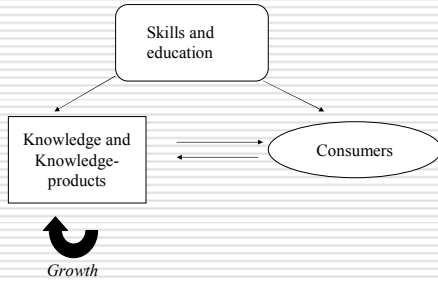 Skills and
education
Knowledge and
Knowledge-
products
Consumers
Growth